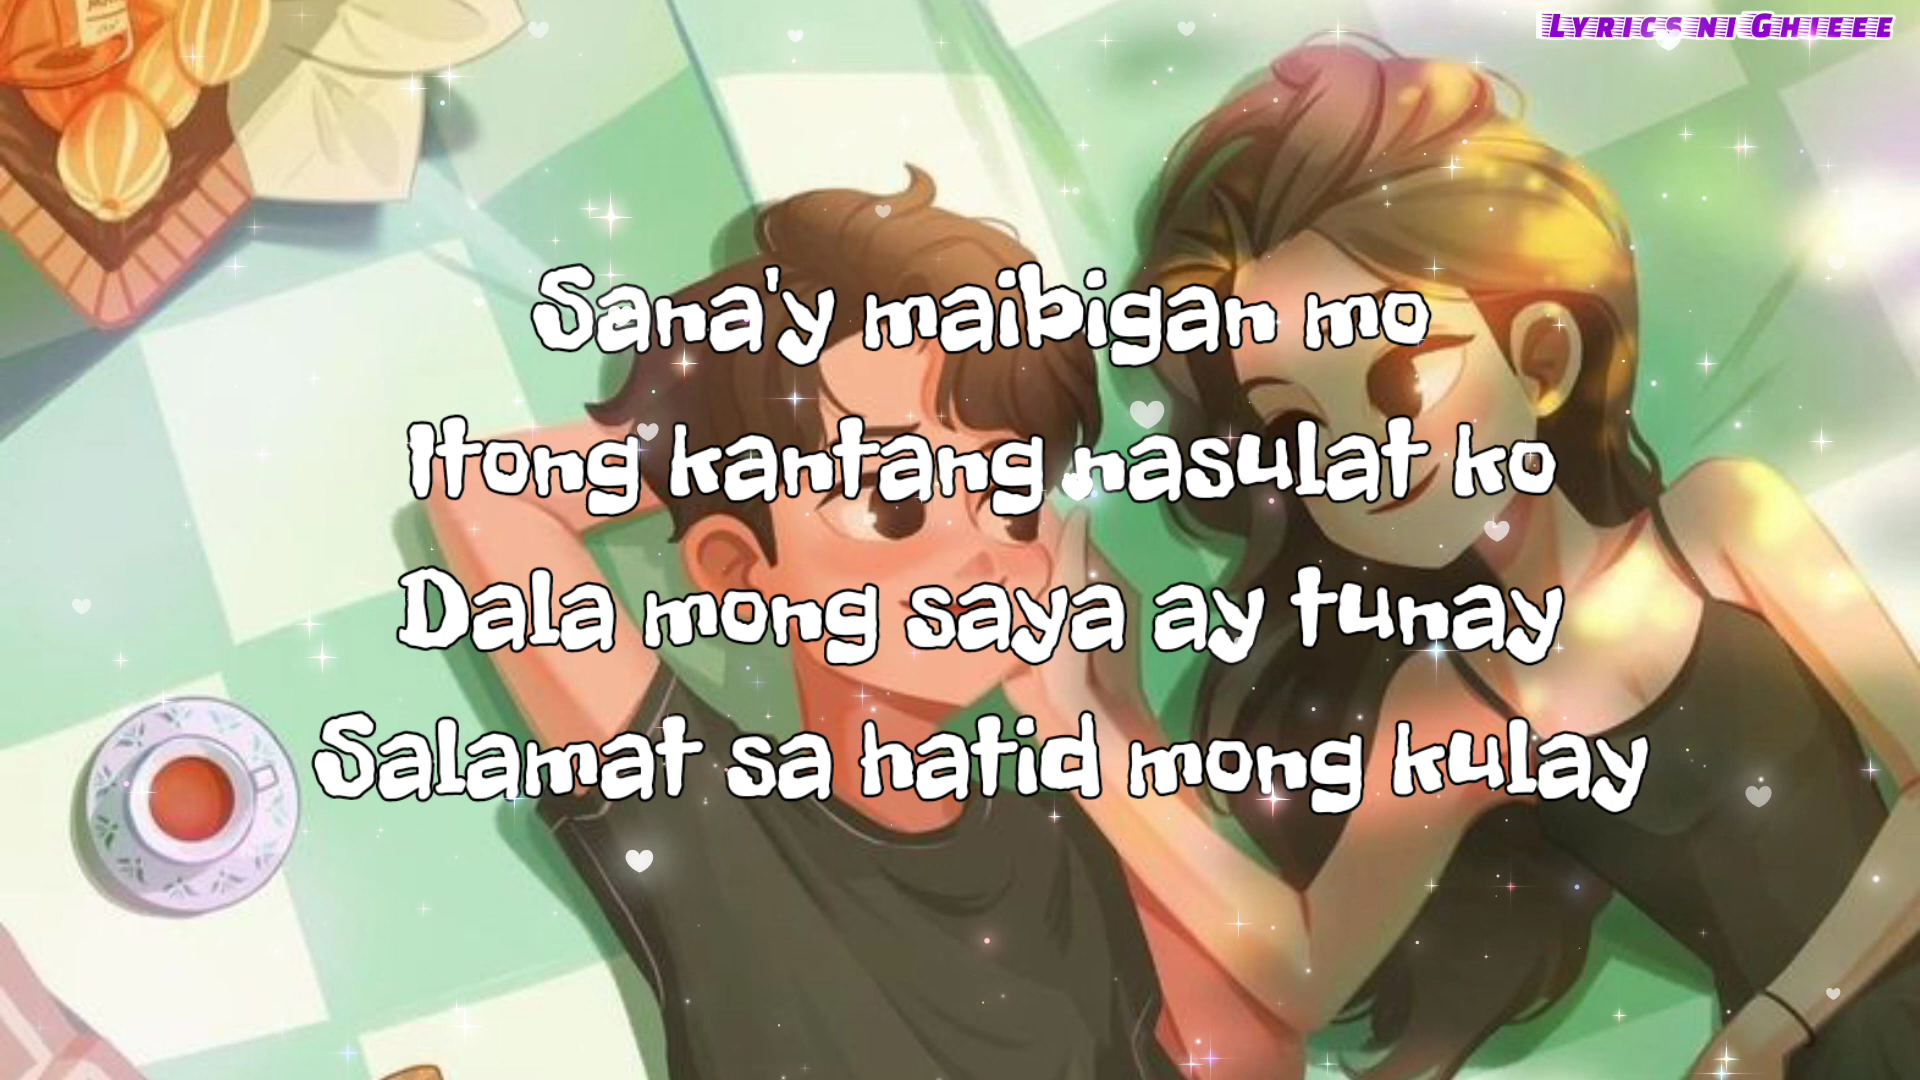 Lyrics ni Ghieee
Sana'y maibigan mo
Itong kantang nasulat ko
Dala mong saya ay tunay
Salamat sa hatid mong kulay